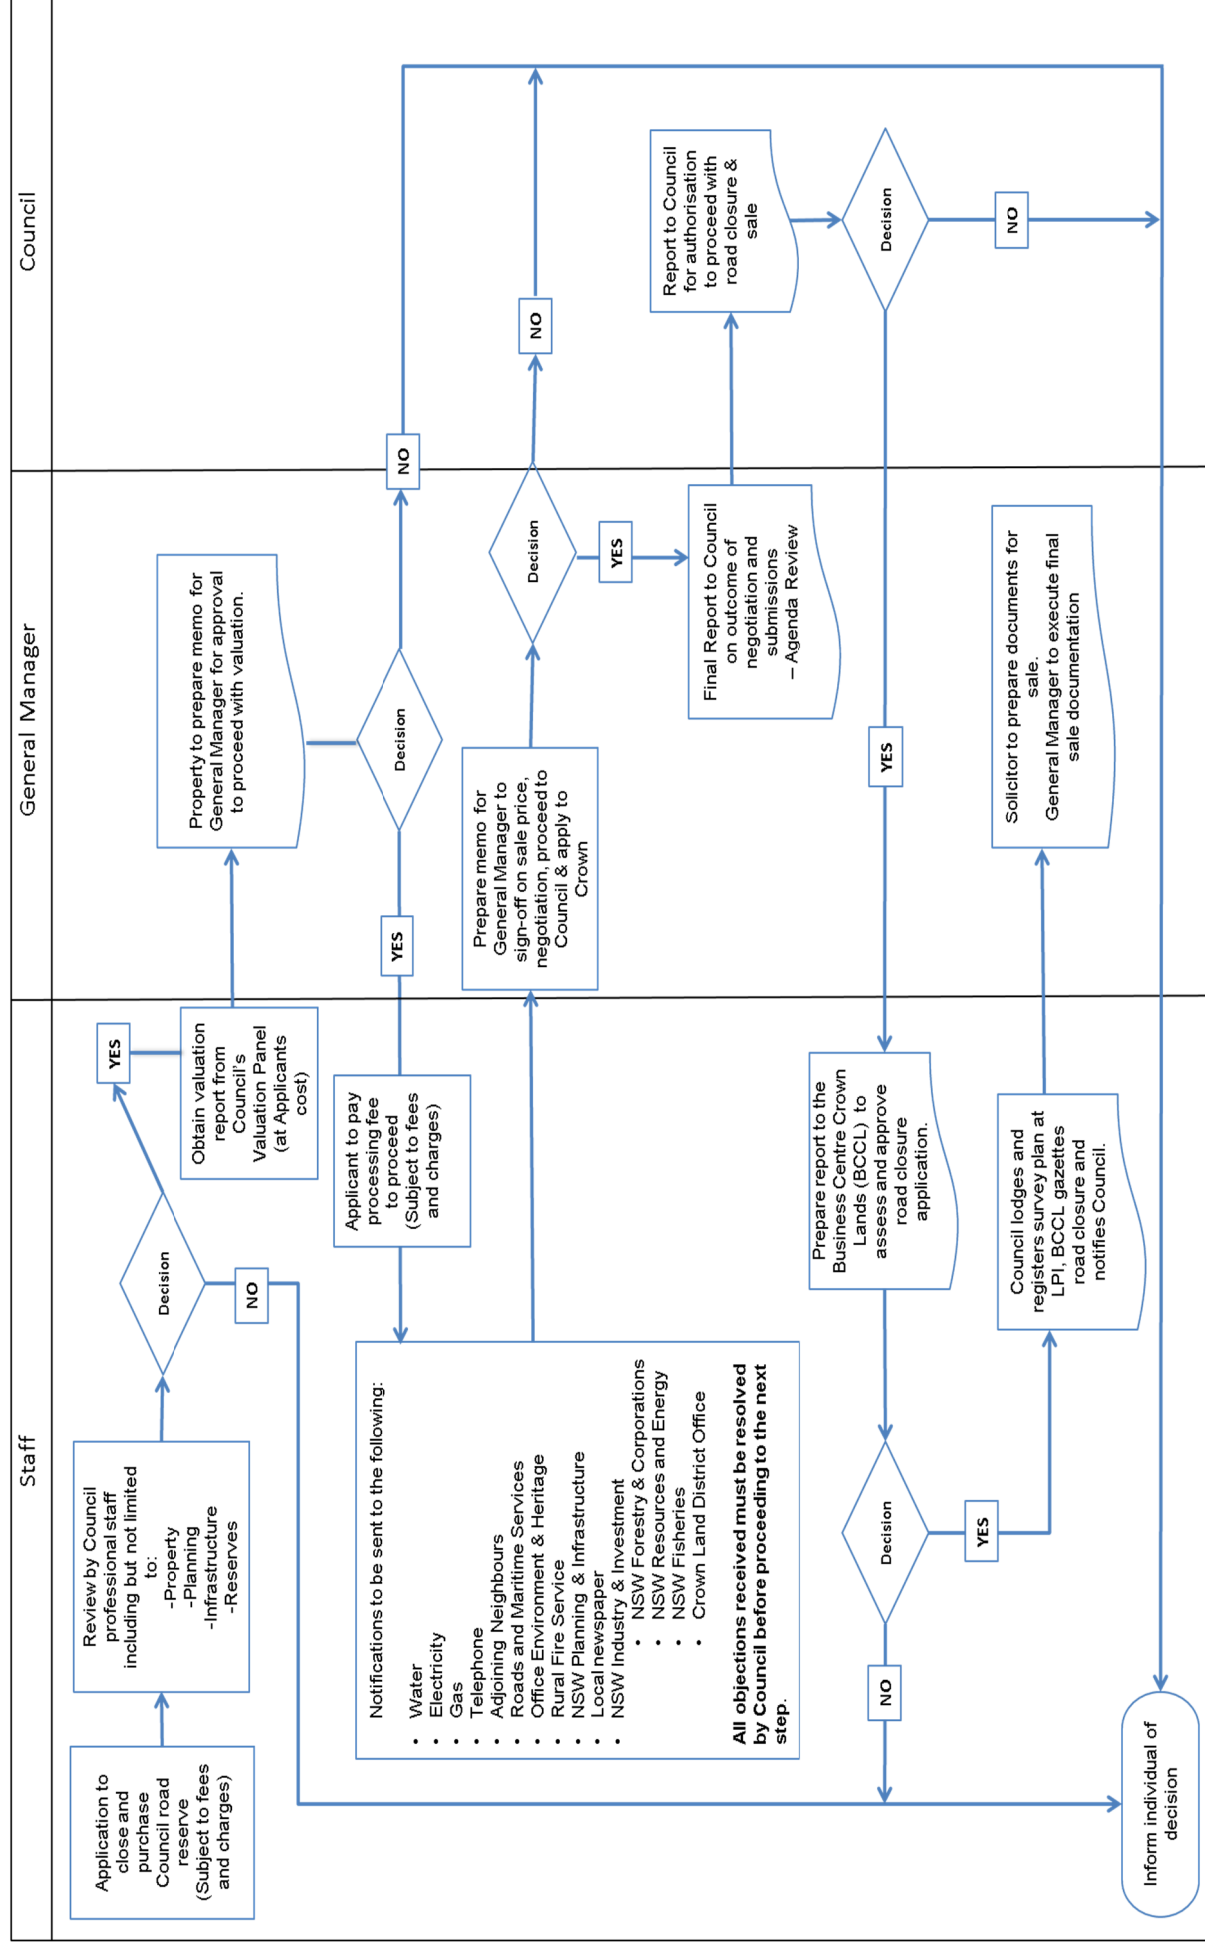 Staff
General Manager
Council
Application to
close and
purchase
Council road
reserve
(Subject to fees
and charges)
Review by Council
professional staff
including but not limited
to:
-Property
-Planning
-Infrastructure
-Reserves
Decision
YES
NO
Obtain valuation
report from
Council's
Valuation Panel
(at Applicants
cost)
Property to prepare memo for
General Manager for approval
to proceed with valuation.
Decision
NO
YES
Applicant to pay
processing fee
to proceed
(Subject to fees
and charges)
Notifications to be sent to the following:
• Water
• Electricity
• Gas
• Telephone
• Adjoining Neighbours
• Roads and Maritime Services
• Office Environment & Heritage
• Rural Fire Service
• NSW Planning & Infrastructure
• Local newspaper
• NSW Industry & Investment
• NSW Forestry & Corporations
• NSW Resources and Energy
• NSW Fisheries
• Crown Land District Office
All objections received must be resolved
by Council before proceeding to the next
step.
Prepare memo for
General Manager to
sign-off on sale price,
negotiation, proceed to
Council & apply to
Crown
Decision
NO
YES
Final Report to Council
on outcome of
negotiation and
submissions
– Agenda Review
Report to Council
for authorisation
to proceed with
road closure &
sale
Decision
NO
YES
Prepare report to the
Business Centre Crown
Lands (BCCL) to
assess and approve
road closure
application.
Decision
NO
YES
Council lodges and
registers survey plan at
LPI, BCCL gazettes
road closure and
notifies Council.
Solicitor to prepare documents for
sale.
General Manager to execute final
sale documentation
Inform individual of
decision